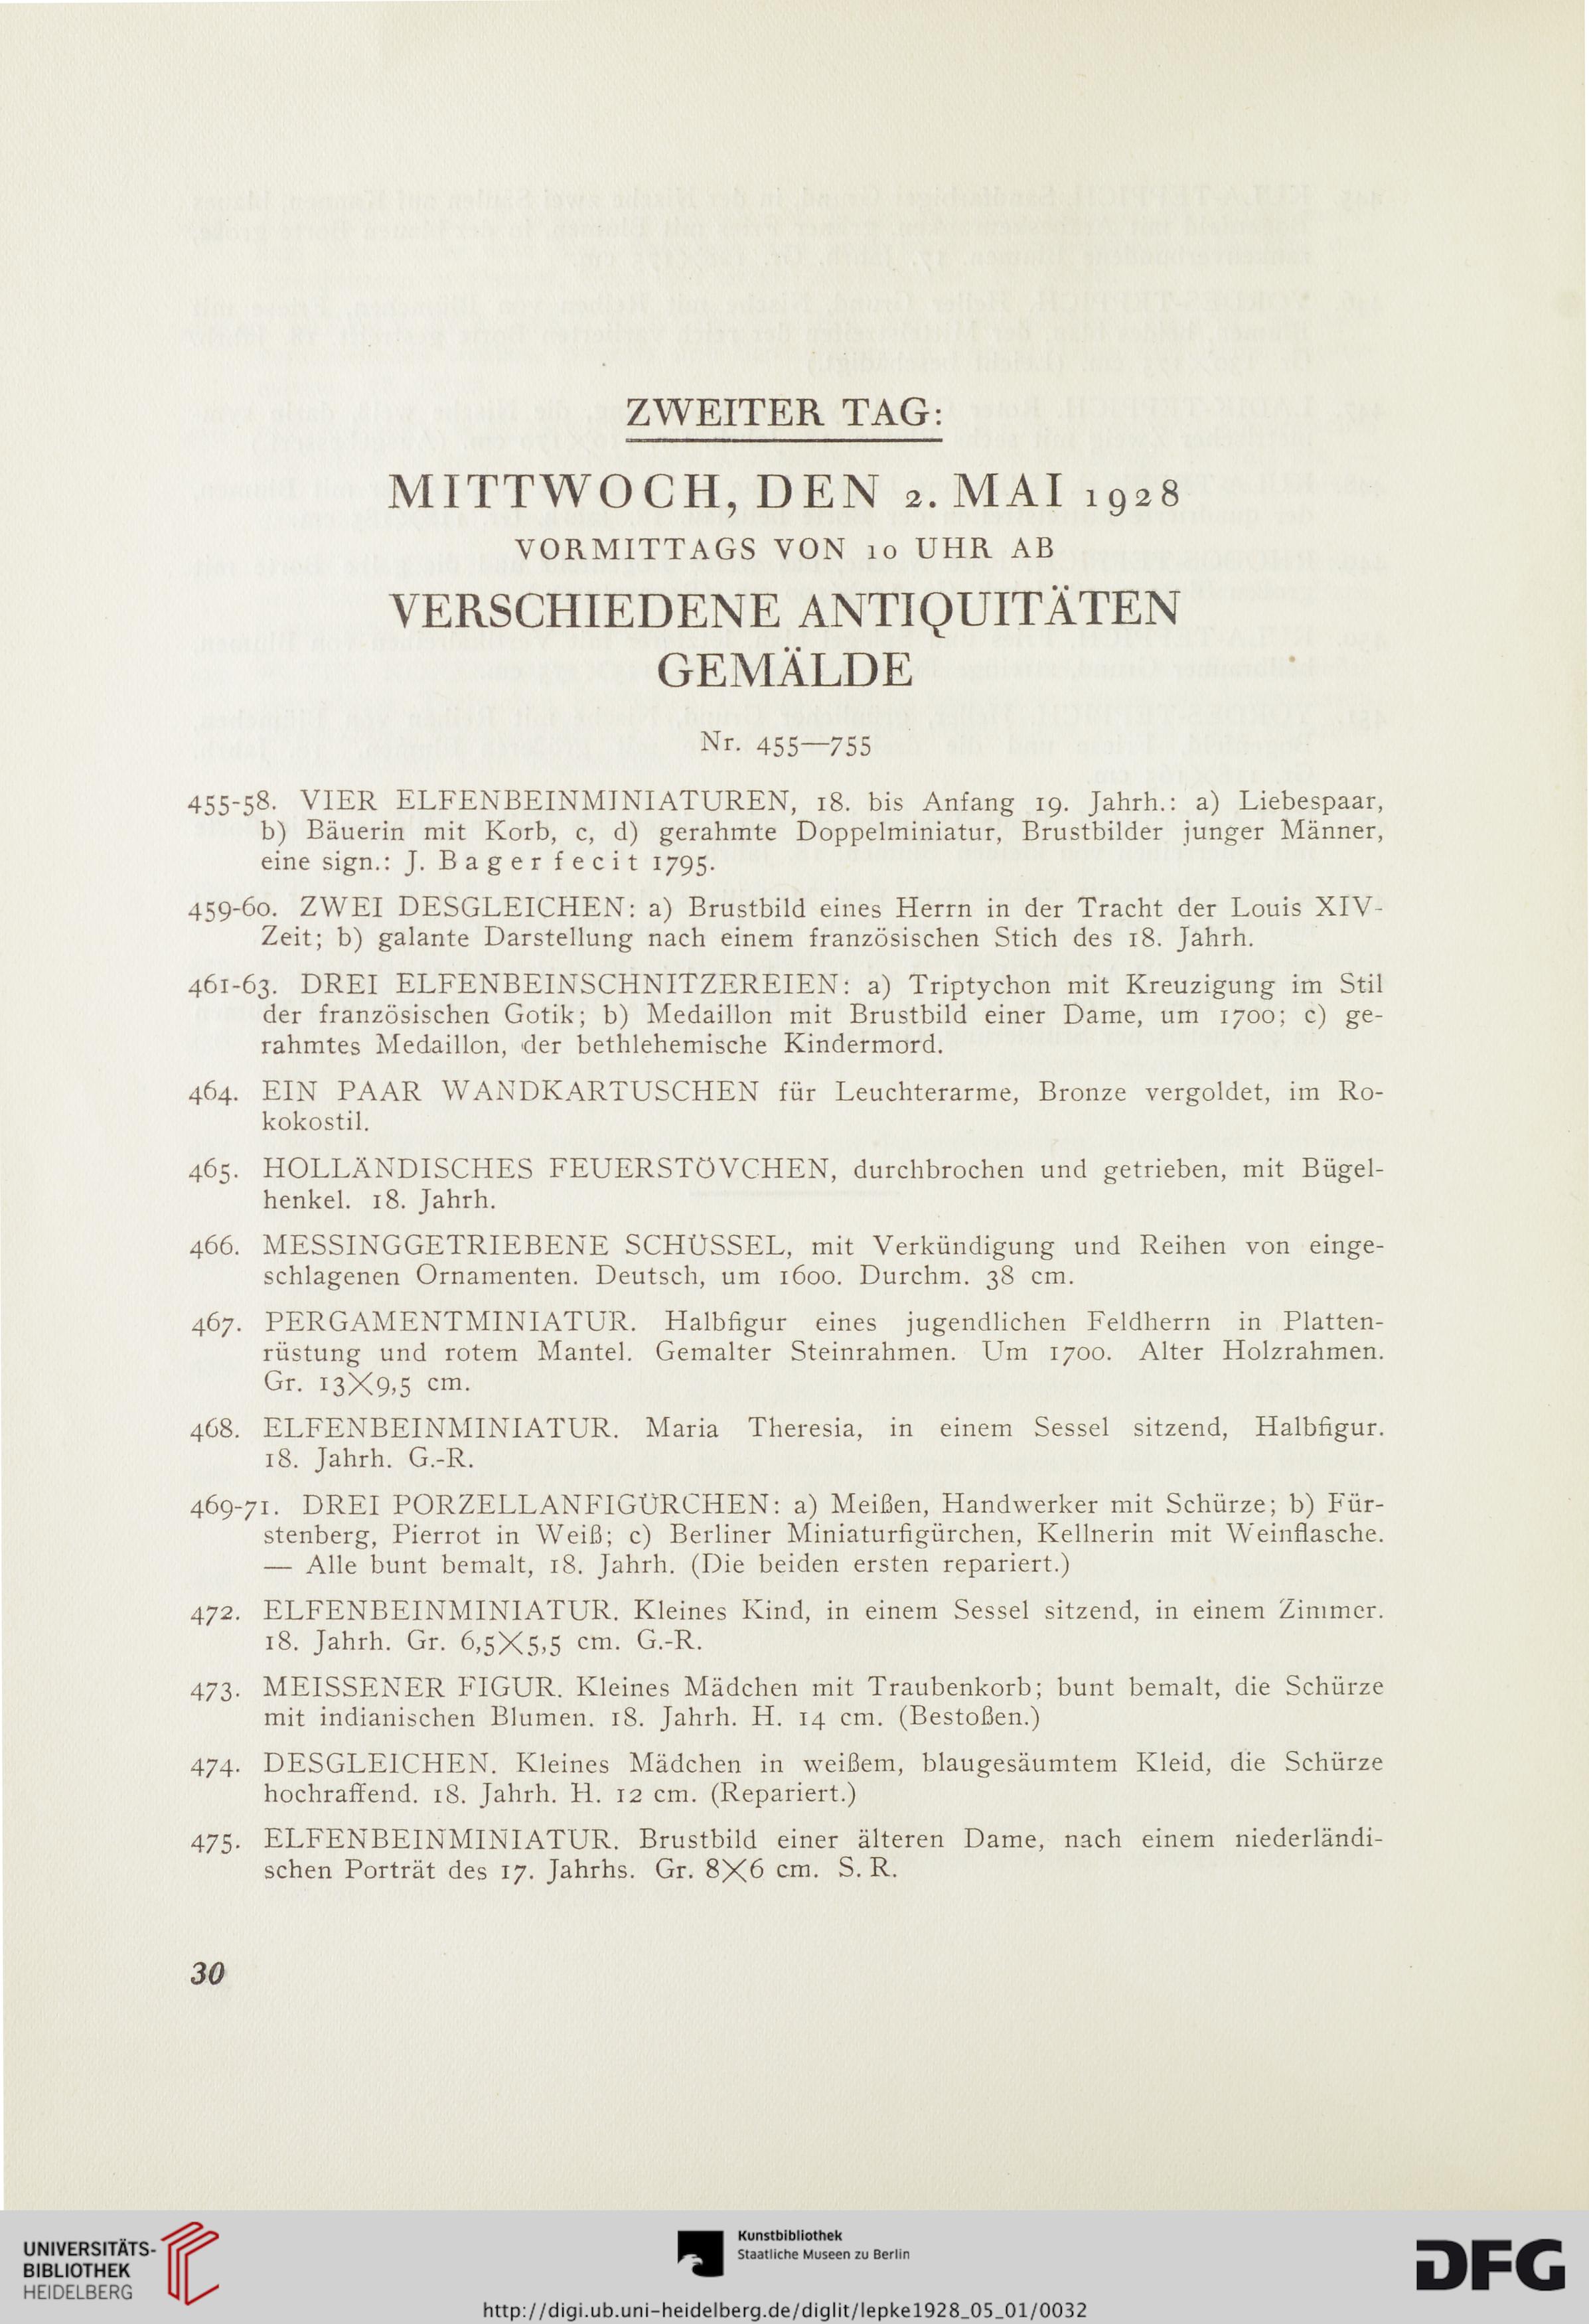 ZWEITER TAG:
MITTWOCH, DEN 2. MAI 1928
VORMITTAGS VON 10 UHR AB
VERSCHIEDENE ANTIQUITÄTEN
GEMÄLDE
Nr. 455—755
455-58. VIER ELFENBEINMINIATUREN, 18. bis Anfang 19. Jahrh.: a) Liebespaar,
b) Bäuerin mit Korb, c, d) gerahmte Doppelminiatur, Brustbilder junger Männer,
eine sign.: J. Bager fecit 1795.
459-60. ZWEI DESGLEICHEN: a) Brustbild eines Herrn in der Tracht der Louis XIV-
Zeit; b) galante Darstellung nach einem französischen Stich des 18. Jahrh.
461-63. DREI ELFENBEINSCHNITZEREIEN: a) Triptychon mit Kreuzigung im Stil
der französischen Gotik; b) Medaillon mit Brustbild einer Dame, um 1700; c) ge-
rahmtes Medaillon, der bethlehemische Kindermord.
464. EIN PAAR WANDKARTUSCHEN für Leuchterarme, Bronze vergoldet, im Ro-
kokostil.
465. HOLLÄNDISCHES FEUERSTÖVCHEN, durchbrochen und getrieben, mit Bügel-
henkel. 18. Jahrh.
466. MESSINGGETRIEBENE SCHÜSSEL, mit Verkündigung und Reihen von einge-
schlagenen Ornamenten. Deutsch, um 1600. Durchm. 38 cm.
467. PERGAMENTMINIATUR. Halbfigur eines jugendlichen Feldherrn in Platten-
rüstung und rotem Mantel. Gemalter Steinrahmen. Um 1700. Alter Holzrahmen.
Gr. 13X9,5 cm.
468. ELFENBEINMINIATUR. Maria Theresia, in einem Sessel sitzend, Halbfigur.
18. Jahrh. G.-R.
469-71. DREI PORZELLANFIGÜRCHEN: a) Meißen, Handwerker mit Schürze; b) Für-
stenberg, Pierrot in Weiß; c) Berliner Miniaturfigürchen, Kellnerin mit Weinflasche.
— Alle bunt bemalt, 18. Jahrh. (Die beiden ersten repariert.)
472. ELFENBEINMINIATUR. Kleines Kind, in einem Sessel sitzend, in einem Zimmer.
18. Jahrh. Gr. 6,5X5,5 cm. G.-R.
473. MEISSENER FIGUR. Kleines Mädchen mit Traubenkorb; bunt bemalt, die Schürze
mit indianischen Blumen. 18. Jahrh. H. 14 cm. (Bestoßen.)
474. DESGLEICHEN. Kleines Mädchen in weißem, blaugesäumtem Kleid, die Schürze
hochraffend. 18. Jahrh. H. 12 cm. (Repariert.)
475. ELFENBEINMINIATUR. Brustbild einer älteren Dame, nach einem niederländi-
schen Porträt des 17. Jahrhs. Gr. 8X6 cm. S. R.
30
UNIVERSITÄTS-
BIBLIOTHEK
HEIDELBERG
Kunstbibliothek
Staatliche Museen zu Berlin
DFG
http://digi.ub.uni-heidelberg.de/diglit/lepke1928_05_01/0032